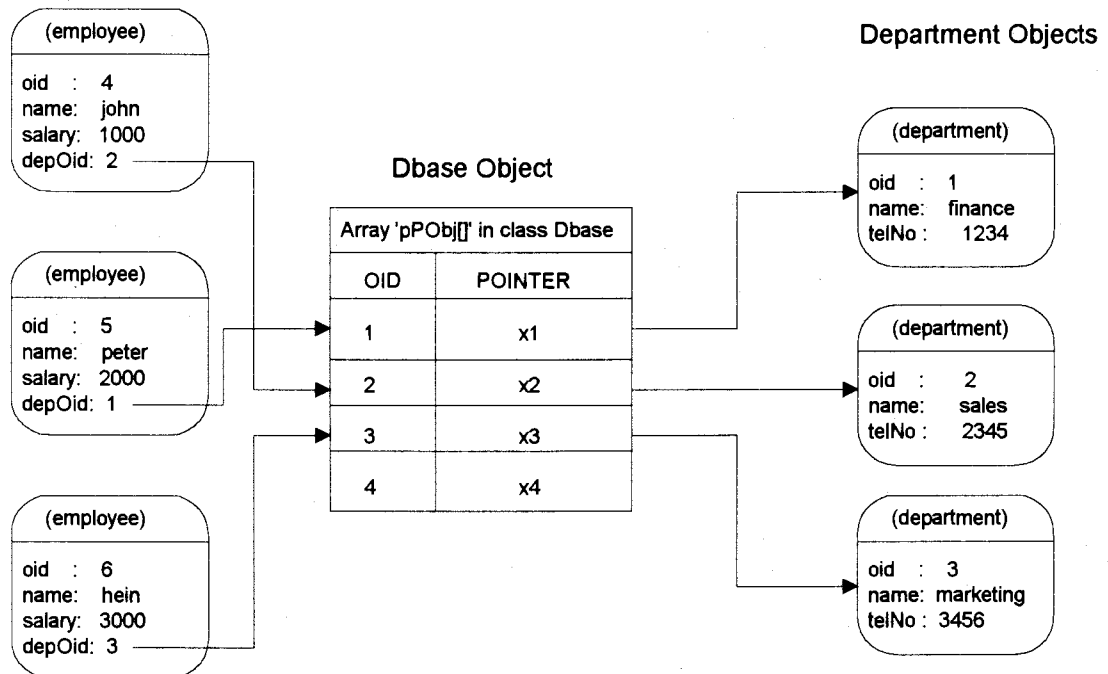 (employee)
oid : 4
name: john
salary: 1000
depOid: 2
(employee)
oid : 5
name: peter
salary: 2000
depOid: 1
(employee)
oid : 6
name: hein
salary: 3000
depOid: 3
Dbase Object
Array 'pPObj[]' in class Dbase
OID POINTER
1 x1
2 x2
3 x3
4 x4
Department Objects
(department)
oid : 1
name: finance
telNo : 1234
(department)
oid : 2
name: sales
telNo : 2345
(department)
oid : 3
name: marketing
telNo : 3456